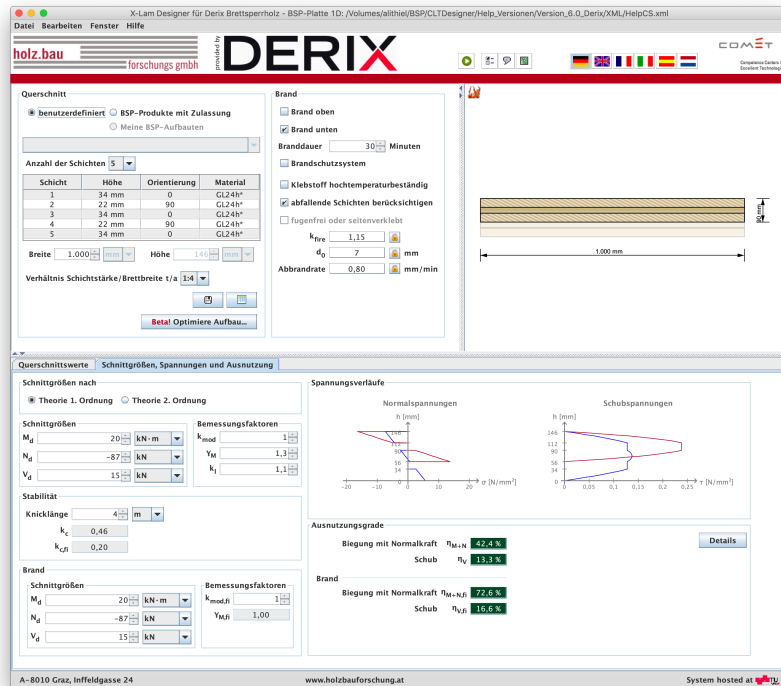 X-Lam Designer für Derix Brettsperrholz - BSP-Platte 1D: /Volumes/alithiel/BSP/CLTDesigner/Help_Versionen/Version_6.0_Derix/XML/HelpCS.xml
Datei Bearbeiten Fenster Hilfe
holz.bau forschungs gmbh
provided by DERIX
COMET
Competence Centers
Excellent Technologi
Querschnitt
benutzerdefiniert BSP-Produkte mit Zulassung
Meine BSP-Aufbauten
Anzahl der Schichten 5
Schicht Höhe Orientierung Material
1 34 mm 0 GL24h*
2 22 mm 90 GL24h*
3 34 mm 0 GL24h*
4 22 mm 90 GL24h*
5 34 mm 0 GL24h*
Breite 1.000 mm Höhe 146 mm
Verhältnis Schichtstärke/Brettbreite t/a 1:4
Beta! Optimiere Aufbau...
Brand
Brand oben
Brand unten
Branddauer 30 Minuten
Brandschutzsystem
Klebstoff hochtemperaturbeständig
abfallende Schichten berücksichtigen
fugenfrei oder seitenverklebt
kfire 1,15
d0 7 mm
Abbrandrate 0,80 mm/min
90 mm
1.000 mm
Querschnittswerte Schnittgrößen, Spannungen und Ausnutzung
Schnittgrößen nach
Theorie 1. Ordnung Theorie 2. Ordnung
Schnittgrößen
Md 20 kN·m
Nd -87 kN
Vd 15 kN
Bemessungsfaktoren
kmod 1
YM 1,3
kl 1,1
Stabilität
Knicklänge 4 m
kc 0,46
kc,fi 0,20
Brand
Schnittgrößen
Md 20 kN·m
Nd -87 kN
Vd 15 kN
Bemessungsfaktoren
kmod,fi 1
YM,fi 1,00
Spannungsverläufe
Normalspannungen
h [mm]
146
112
90
56
34
-20 -10 0 10 20 σ [N/mm²]
Schubspannungen
h [mm]
146
112
90
56
34
0 0,05 0,1 0,15 0,2 0,25 τ [N/mm²]
Ausnutzungsgrade
Details
Biegung mit Normalkraft ηM+N 42,4 %
Schub ηV 13,3 %
Brand
Biegung mit Normalkraft ηM+N,fi 72,6 %
Schub ηV,fi 16,6 %
A-8010 Graz, Inffeldgasse 24 www.holzbauforschung.at System hosted at TU